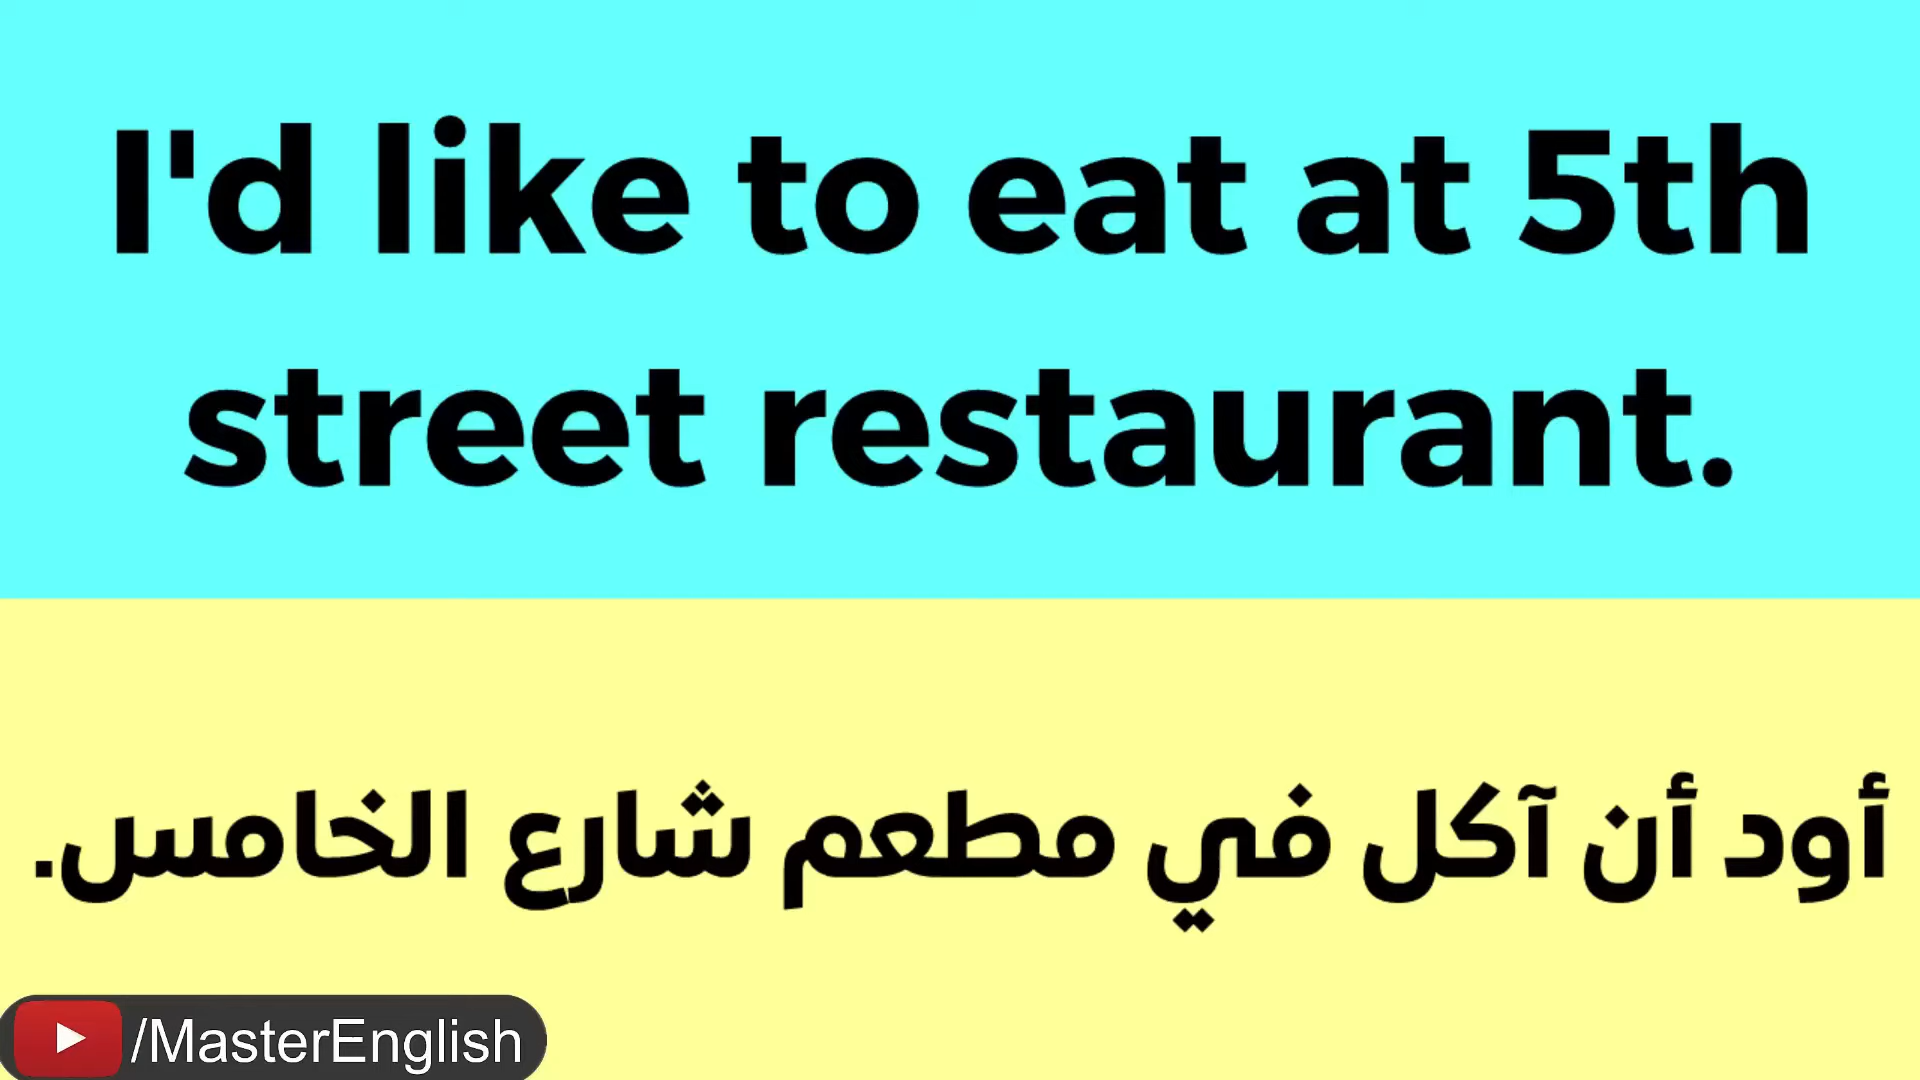 I'd like to eat at 5th
street restaurant.
أود أن آكل في مطعم شارع الخامس.
/MasterEnglish